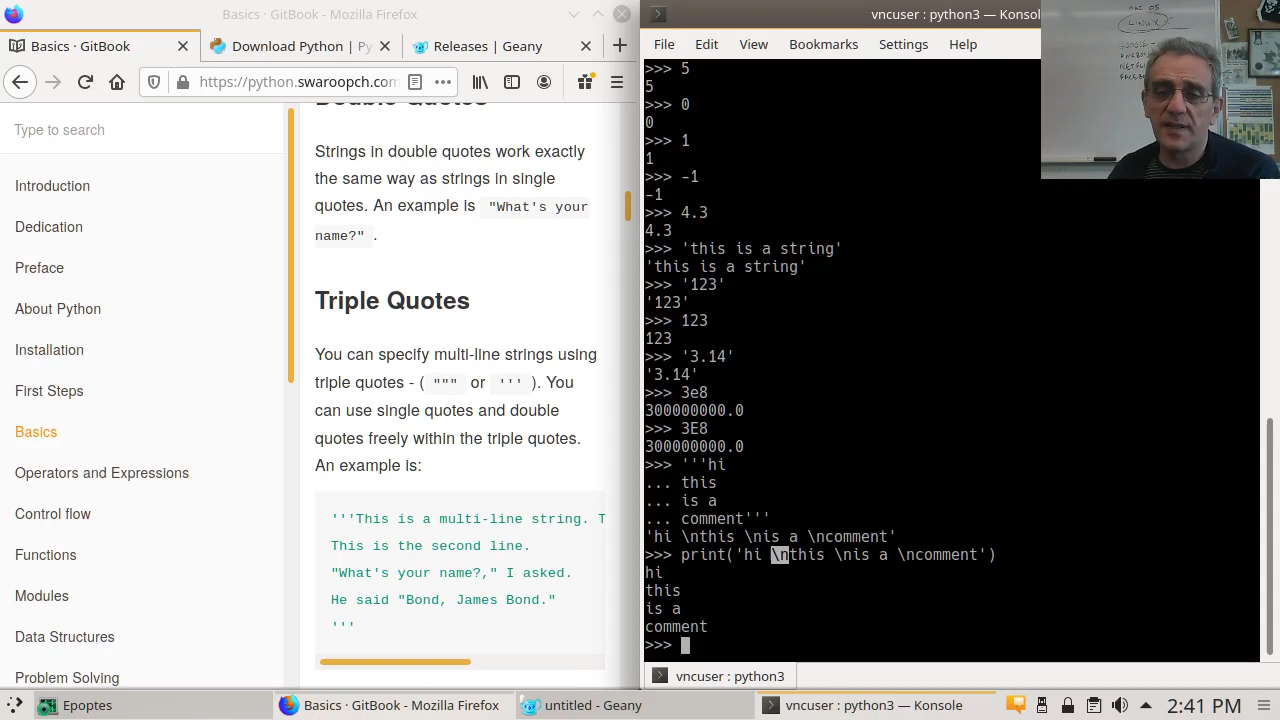 Basics · GitBook - Mozilla Firefox
vncuser : python3 — Konsol
Basics · GitBook
Download Python | Py
Releases | Geany
https://python.swaroopch.com
File Edit View Bookmarks Settings Help
Type to search
Introduction
Dedication
Preface
About Python
Installation
First Steps
Basics
Operators and Expressions
Control flow
Functions
Modules
Data Structures
Problem Solving
Double Quotes
Strings in double quotes work exactly
the same way as strings in single
quotes. An example is "What's your
name?" .
Triple Quotes
You can specify multi-line strings using
triple quotes - ( """ or ''' ). You
can use single quotes and double
quotes freely within the triple quotes.
An example is:
'''This is a multi-line string. T
This is the second line.
"What's your name?," I asked.
He said "Bond, James Bond."
'''
>>> 5
5
>>> 0
0
>>> 1
1
>>> -1
-1
>>> 4.3
4.3
>>> 'this is a string'
'this is a string'
>>> '123'
'123'
>>> 123
123
>>> '3.14'
'3.14'
>>> 3e8
300000000.0
>>> 3E8
300000000.0
>>> '''hi
... this
... is a
... comment'''
'hi \nthis \nis a \ncomment'
>>> print('hi \nthis \nis a \ncomment')
hi
this
is a
comment
>>>
vncuser : python3
MAC OS
LINUX
Epoptes
Basics · GitBook - Mozilla Firefox
untitled - Geany
vncuser : python3 — Konsole
2:41 PM